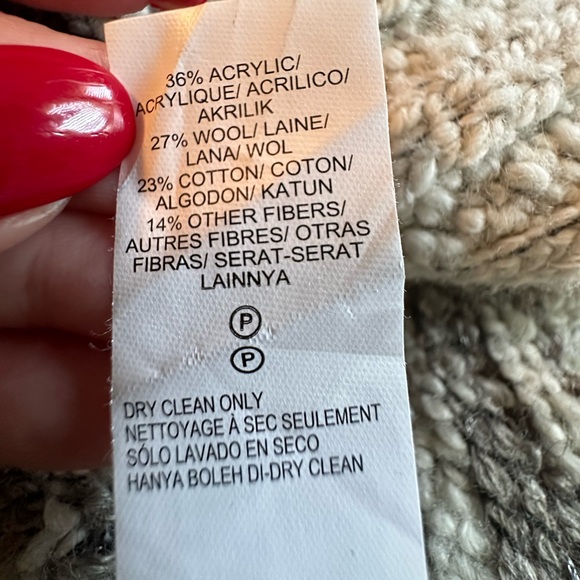 36% ACRYLIC/
ACRYLIQUE/ ACRILICO/
AKRILIK
27% WOOL/ LAINE/
LANA/ WOL
23% COTTON/ COTON/
ALGODON/ KATUN
14% OTHER FIBERS/
AUTRES FIBRES/ OTRAS
FIBRAS/ SERAT-SERAT
LAINNYA
P
P
DRY CLEAN ONLY
NETTOYAGE À SEC SEULEMENT
SÓLO LAVADO EN SECO
HANYA BOLEH DI-DRY CLEAN